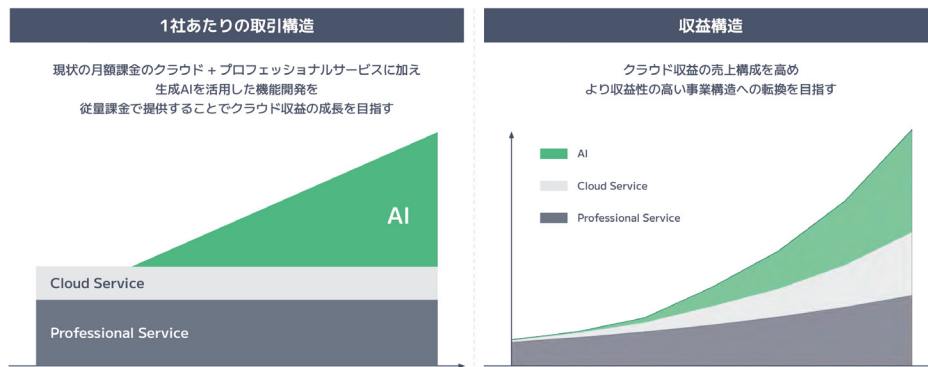 1社あたりの取引構造
現状の月額課金のクラウド + プロフェッショナルサービスに加え
生成AIを活用した機能開発を
従量課金で提供することでクラウド収益の成長を目指す
AI
Cloud Service
Professional Service
収益構造
クラウド収益の売上構成を高め
より収益性の高い事業構造への転換を目指す
AI
Cloud Service
Professional Service